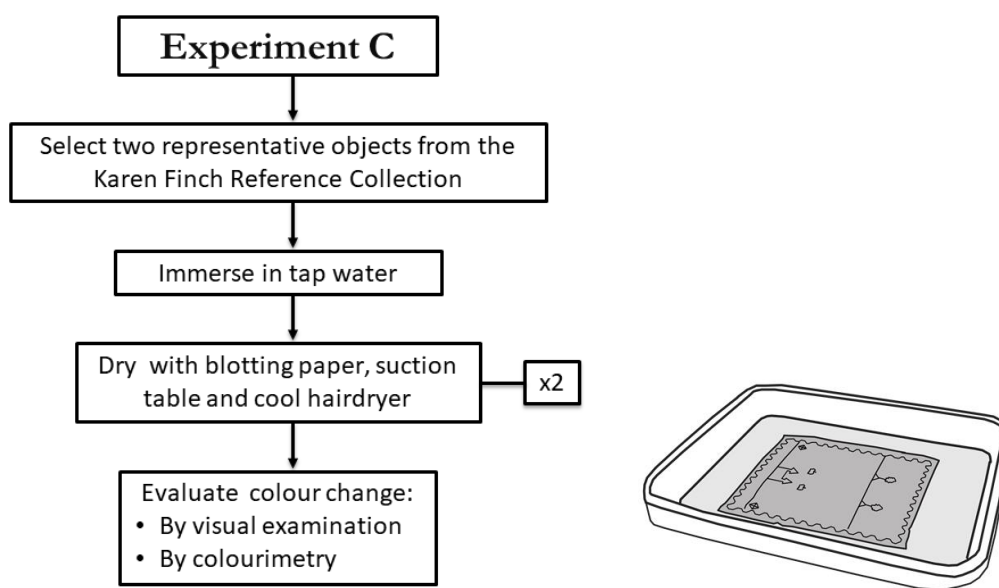 Experiment C
Select two representative objects from the
Karen Finch Reference Collection
Immerse in tap water
Dry with blotting paper, suction
table and cool hairdryer
x2
Evaluate colour change:
• By visual examination
• By colourimetry